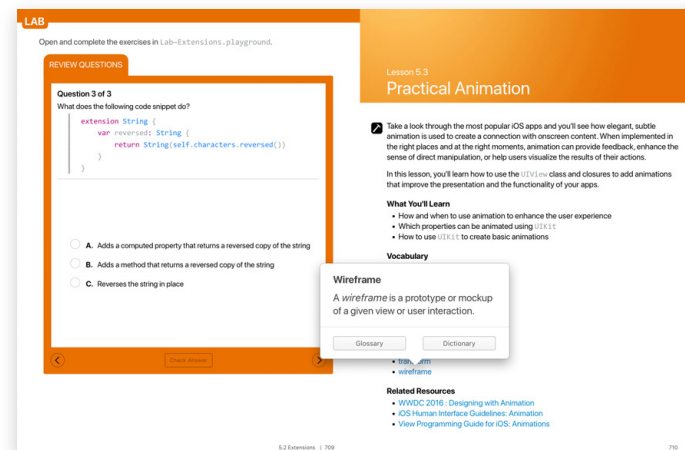 LAB
Open and complete the exercises in Lab—Extensions.playground.
REVIEW QUESTIONS
Question 3 of 3
What does the following code snippet do?
extension String {
var reversed: String {
return String(self.characters.reversed())
}
}
A. Adds a computed property that returns a reversed copy of the string
B. Adds a method that returns a reversed copy of the string
C. Reverses the string in place
Check Answer
5.2 Extensions | 709
Lesson 5.3
Practical Animation
Take a look through the most popular iOS apps and you'll see how elegant, subtle
animation is used to create a connection with onscreen content. When implemented in
the right places and at the right moments, animation can provide feedback, enhance the
sense of direct manipulation, or help users visualize the results of their actions.
In this lesson, you'll learn how to use the UIView class and closures to add animations
that improve the presentation and the functionality of your apps.
What You'll Learn
• How and when to use animation to enhance the user experience
• Which properties can be animated using UIKit
• How to use UIKit to create basic animations
Vocabulary
Wireframe
A wireframe is a prototype or mockup
of a given view or user interaction.
Glossary
Dictionary
• wireframe
Related Resources
• WWDC 2016 : Designing with Animation
• iOS Human Interface Guidelines: Animation
• View Programming Guide for iOS: Animations
710